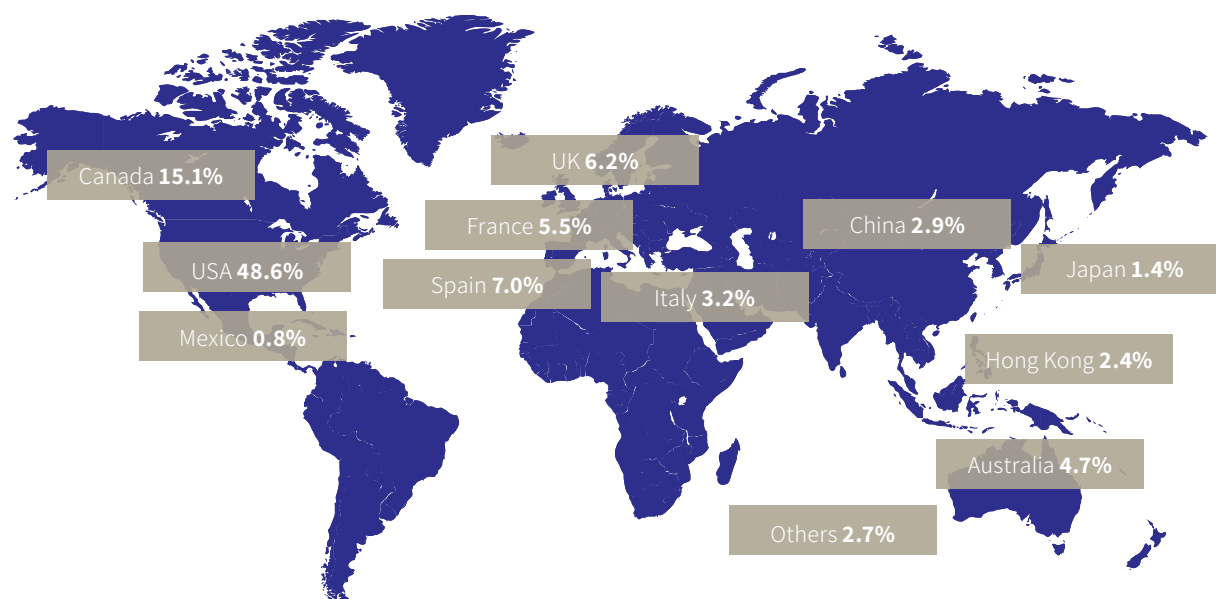 UK 6.2%
Canada 15.1%
France 5.5%
China 2.9%
USA 48.6%
Japan 1.4%
Spain 7.0%
Italy 3.2%
Mexico 0.8%
Hong Kong 2.4%
Australia 4.7%
Others 2.7%